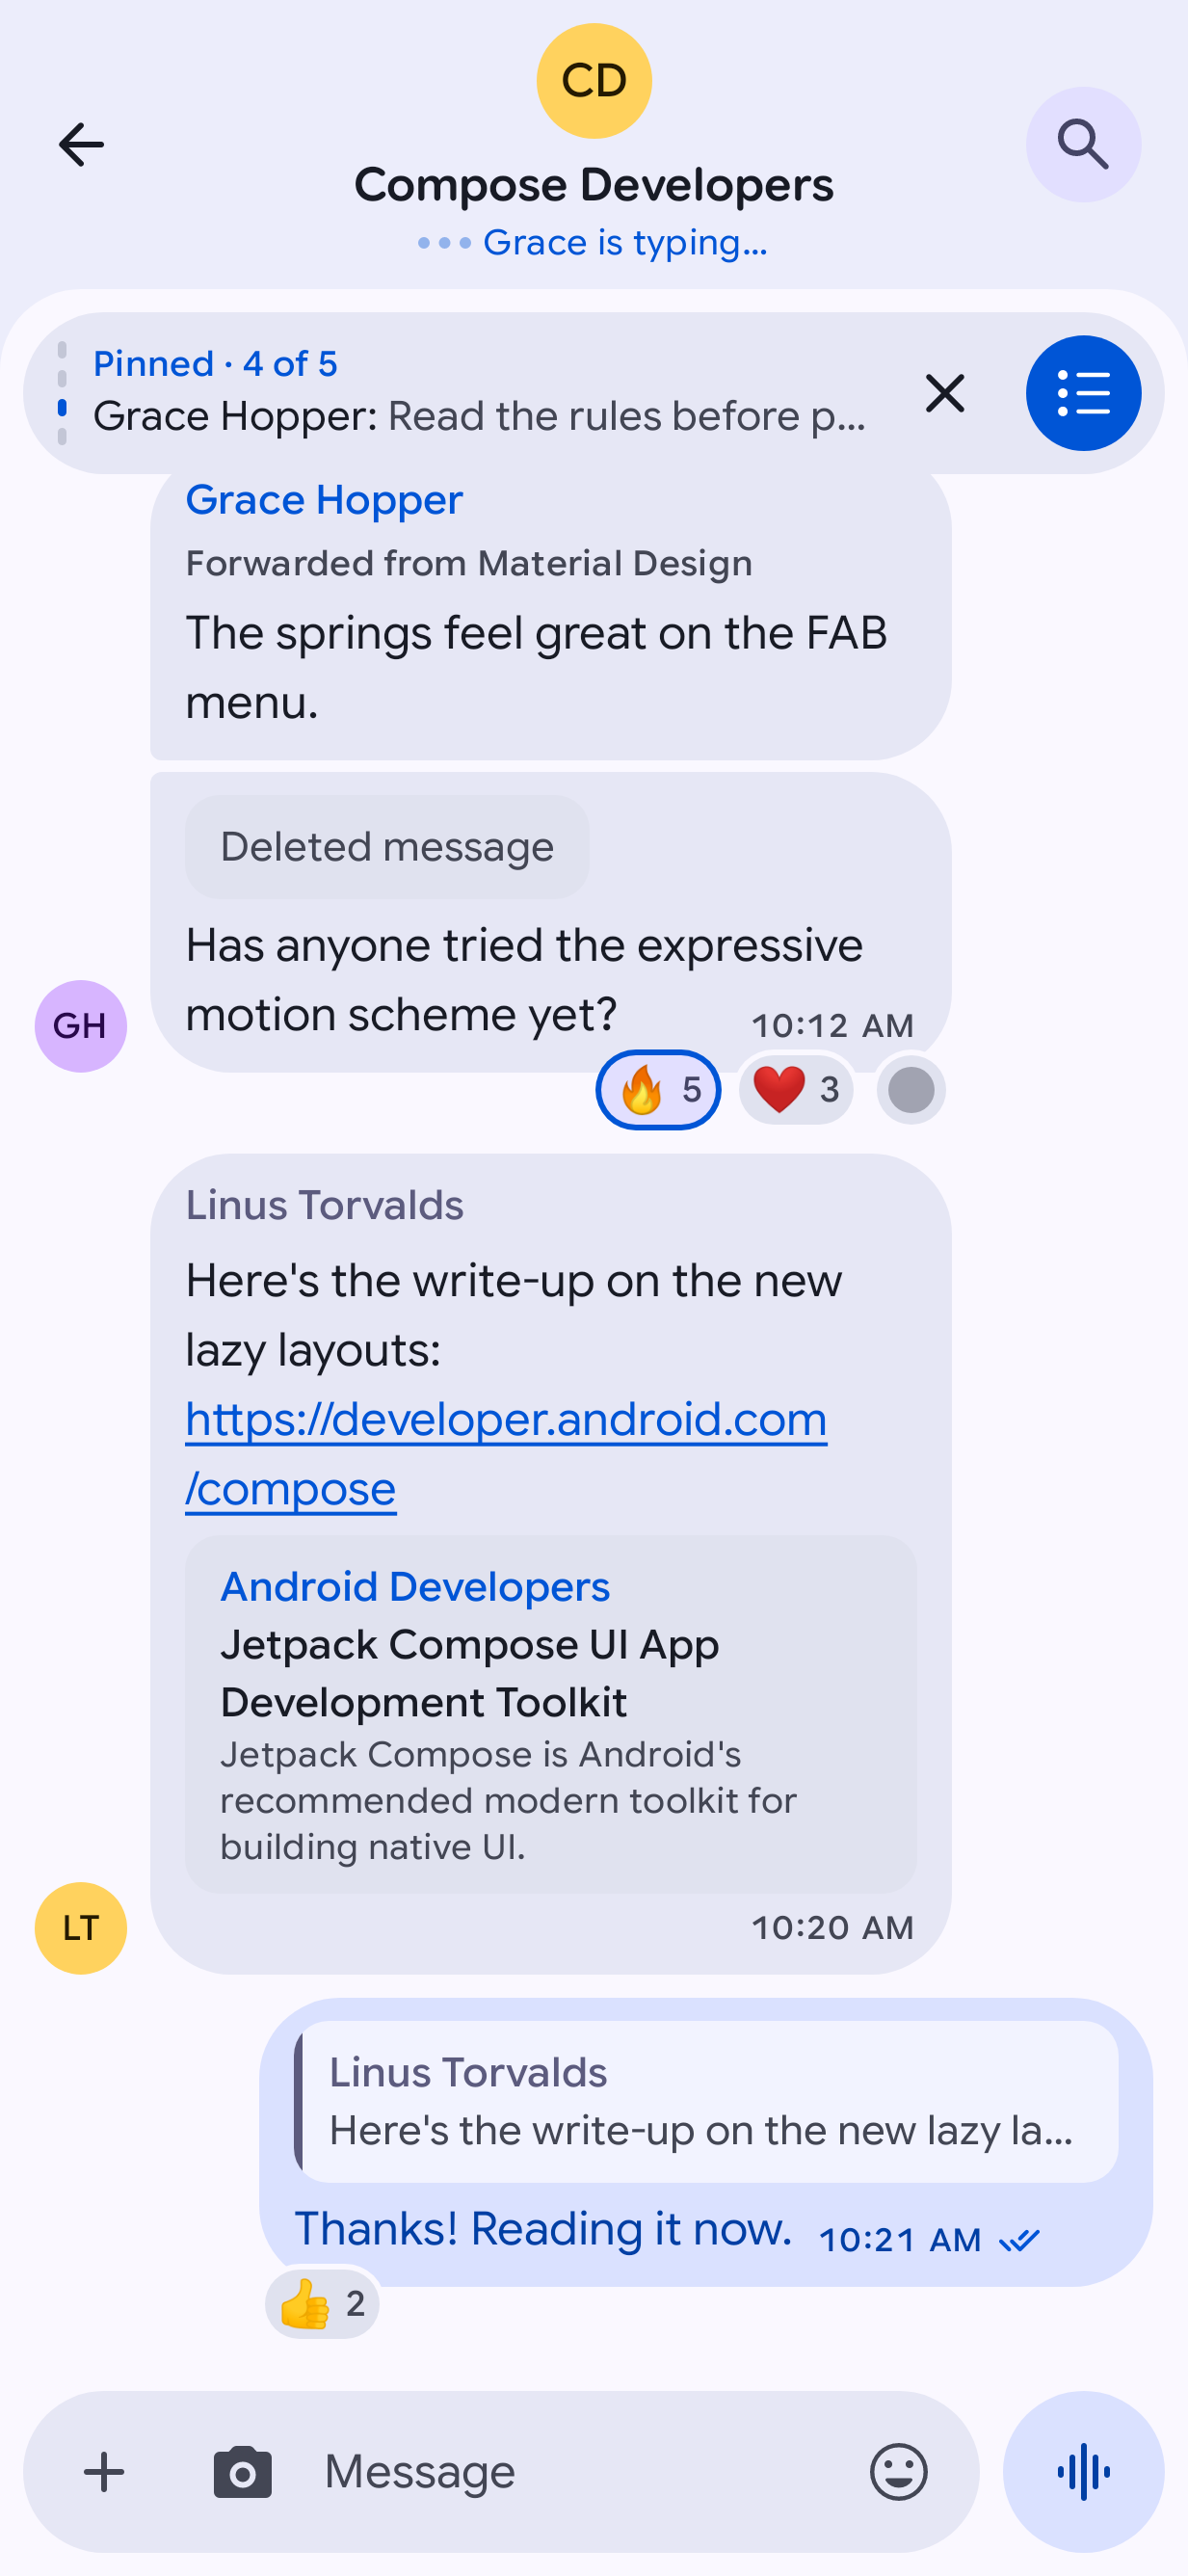 CD
Compose Developers
Grace is typing...
Pinned · 4 of 5
Grace Hopper: Read the rules before p...
Grace Hopper
Forwarded from Material Design
The springs feel great on the FAB
menu.
Deleted message
Has anyone tried the expressive
motion scheme yet?
10:12 AM
GH
🔥 5
❤️ 3
Linus Torvalds
Here's the write-up on the new
lazy layouts:
https://developer.android.com
/compose
Android Developers
Jetpack Compose UI App
Development Toolkit
Jetpack Compose is Android's
recommended modern toolkit for
building native UI.
LT
10:20 AM
Linus Torvalds
Here's the write-up on the new lazy la...
Thanks! Reading it now. 10:21 AM
👍 2
Message